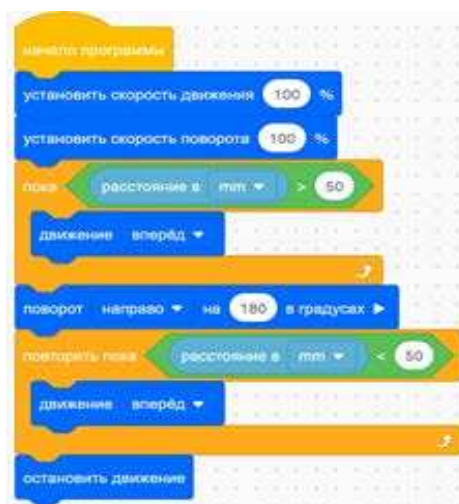 начало программы
установить скорость движения 100 %
установить скорость поворота 100 %
пока расстояние в mm > 50
движение вперёд
поворот направо на 180 в градусах
повторить пока расстояние в mm < 50
движение вперёд
остановить движение